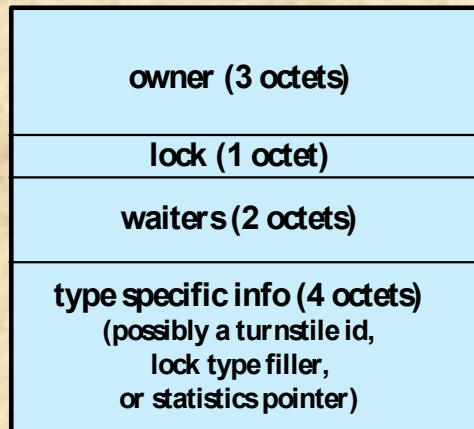 owner (3 octets)
lock (1 octet)
waiters (2 octets)
type specific info (4 octets)
(possibly a turnstile id,
lock type filler,
or statistics pointer)